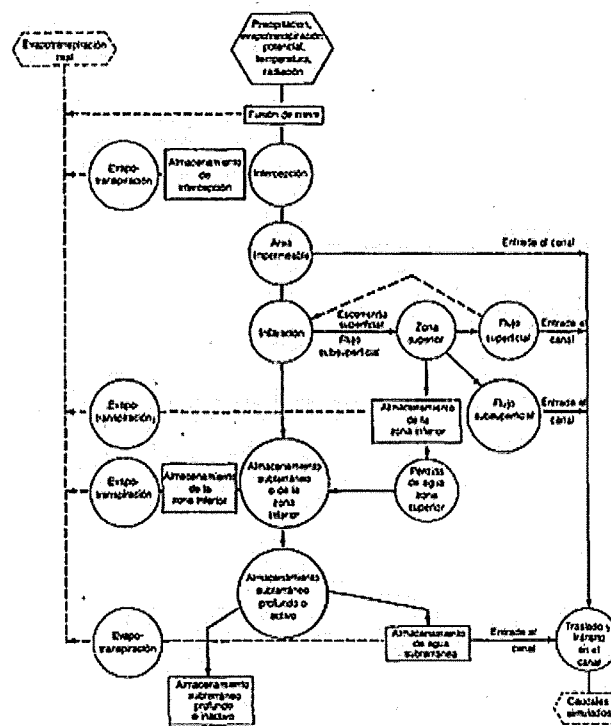 Evapotranspiración
real
Precipitación,
evapotranspiración
potencial,
temperatura,
radiación
Fusión de nieve
Evapo-
transpiración
Almacenamiento
de
intercepción
Intercepción
Area
impermeable
Entrada al canal
Infiltración
Escorrentía
superficial
Flujo
subsuperficial
Zona
superior
Flujo
superficial
Entrada al
canal
Flujo
subsuperficial
Entrada al
canal
Evapo-
transpiración
Almacenamiento
de la
zona inferior
Evapo-
transpiración
Almacenamiento
de la
zona inferior
Almacenamiento
subterráneo
o de la
zona
inferior
Pérdida
de agua
zona
superior
Almacenamiento
subterráneo
profundo o
activo
Evapo-
transpiración
Almacenamiento
de agua
subterránea
Entrada al
canal
Traslado y
tránsito
en el
canal
Almacenamiento
subterráneo
profundo
o inactivo
Caudales
simulados